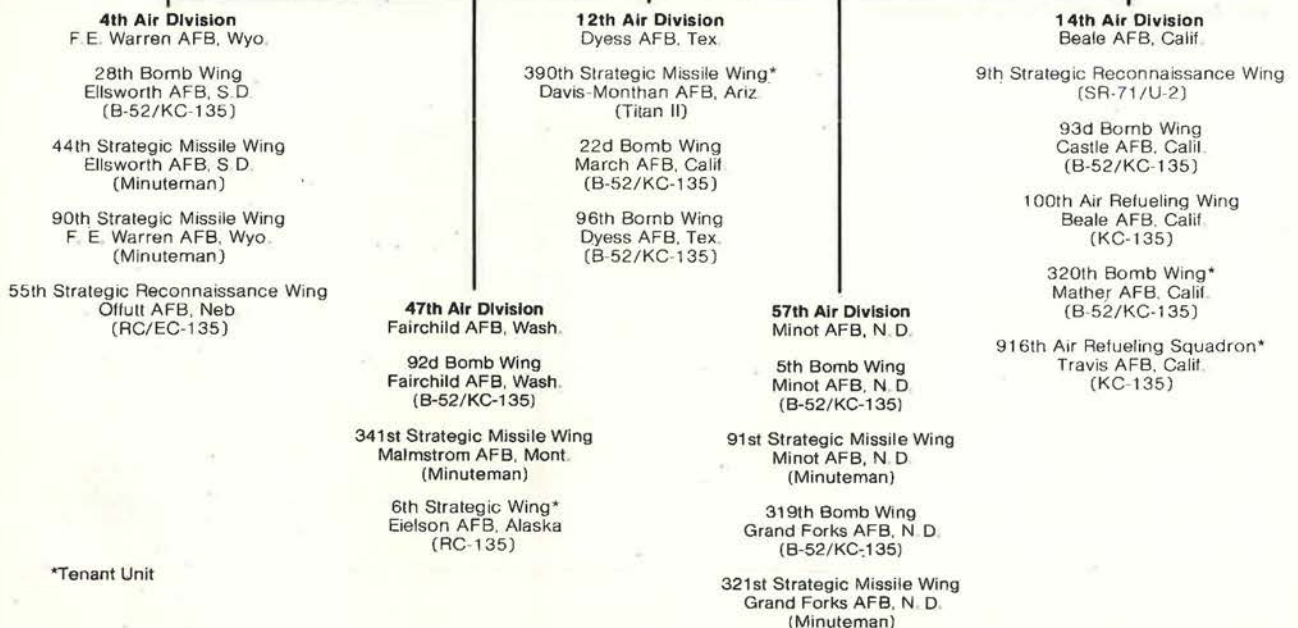 4th Air Division
F.E. Warren AFB, Wyo.
28th Bomb Wing
Ellsworth AFB, S.D.
(B-52/KC-135)
44th Strategic Missile Wing
Ellsworth AFB, S.D.
(Minuteman)
90th Strategic Missile Wing
F. E. Warren AFB, Wyo.
(Minuteman)
55th Strategic Reconnaissance Wing
Offutt AFB, Neb
(RC/EC-135)
47th Air Division
Fairchild AFB, Wash.
92d Bomb Wing
Fairchild AFB, Wash.
(B-52/KC-135)
341st Strategic Missile Wing
Malmstrom AFB, Mont.
(Minuteman)
6th Strategic Wing*
Eielson AFB, Alaska
(RC-135)
12th Air Division
Dyess AFB, Tex.
390th Strategic Missile Wing*
Davis-Monthan AFB, Ariz.
(Titan II)
22d Bomb Wing
March AFB, Calif.
(B-52/KC-135)
96th Bomb Wing
Dyess AFB, Tex.
(B-52/KC-135)
57th Air Division
Minot AFB, N.D.
5th Bomb Wing
Minot AFB, N.D.
(B-52/KC-135)
91st Strategic Missile Wing
Minot AFB, N.D.
(Minuteman)
319th Bomb Wing
Grand Forks AFB, N.D.
(B-52/KC-135)
321st Strategic Missile Wing
Grand Forks AFB, N.D.
(Minuteman)
14th Air Division
Beale AFB, Calif.
9th Strategic Reconnaissance Wing
(SR-71/U-2)
93d Bomb Wing
Castle AFB, Calif.
(B-52/KC-135)
100th Air Refueling Wing
Beale AFB, Calif.
(KC-135)
320th Bomb Wing*
Mather AFB, Calif.
(B-52/KC-135)
916th Air Refueling Squadron*
Travis AFB, Calif.
(KC-135)
*Tenant Unit